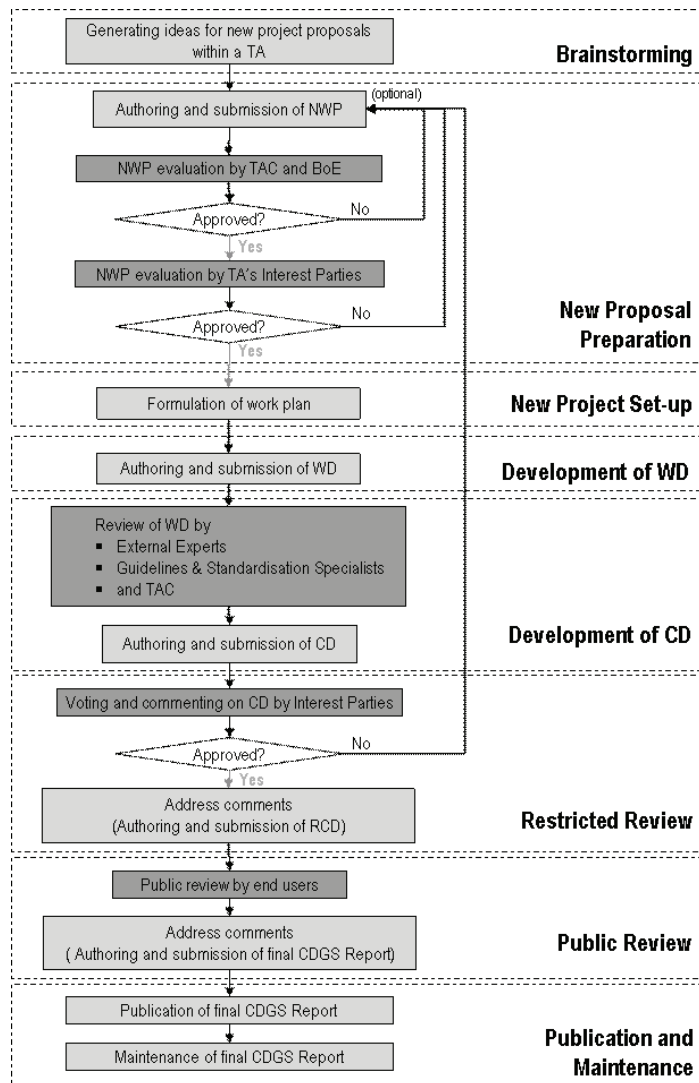 Generating ideas for new project proposals
within a TA
Brainstorming
(optional)
Authoring and submission of NWP
NWP evaluation by TAC and BoE
Approved?
No
Yes
NWP evaluation by TA's Interest Parties
Approved?
No
Yes
New Proposal
Preparation
Formulation of work plan
New Project Set-up
Authoring and submission of WD
Development of WD
Review of WD by
▪ External Experts
▪ Guidelines & Standardisation Specialists
▪ and TAC
Authoring and submission of CD
Development of CD
Voting and commenting on CD by Interest Parties
Approved?
No
Yes
Address comments
(Authoring and submission of RCD)
Restricted Review
Public review by end users
Address comments
( Authoring and submission of final CDGS Report)
Public Review
Publication of final CDGS Report
Maintenance of final CDGS Report
Publication and
Maintenance